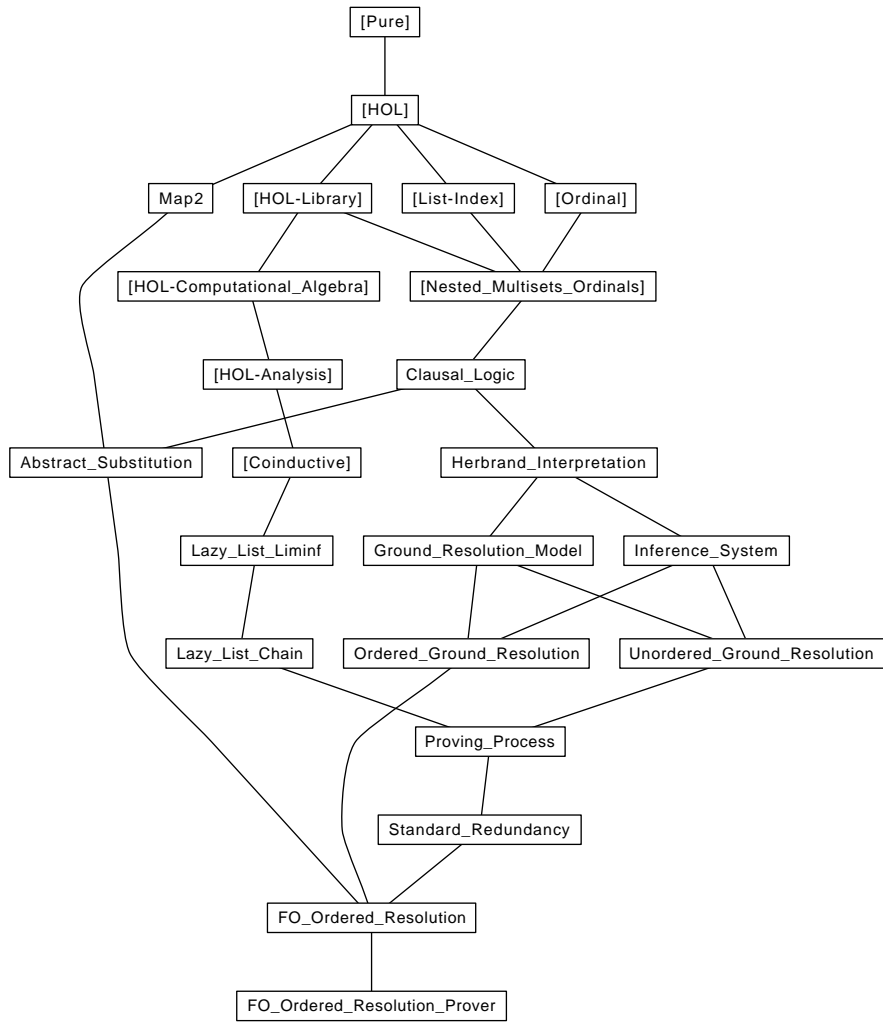 [Pure]
[HOL]
Map2
[HOL-Library]
[List-Index]
[Ordinal]
[HOL-Computational_Algebra]
[Nested_Multisets_Ordinals]
[HOL-Analysis]
Clausal_Logic
Abstract_Substitution
[Coinductive]
Herbrand_Interpretation
Lazy_List_Liminf
Ground_Resolution_Model
Inference_System
Lazy_List_Chain
Ordered_Ground_Resolution
Unordered_Ground_Resolution
Proving_Process
Standard_Redundancy
FO_Ordered_Resolution
FO_Ordered_Resolution_Prover